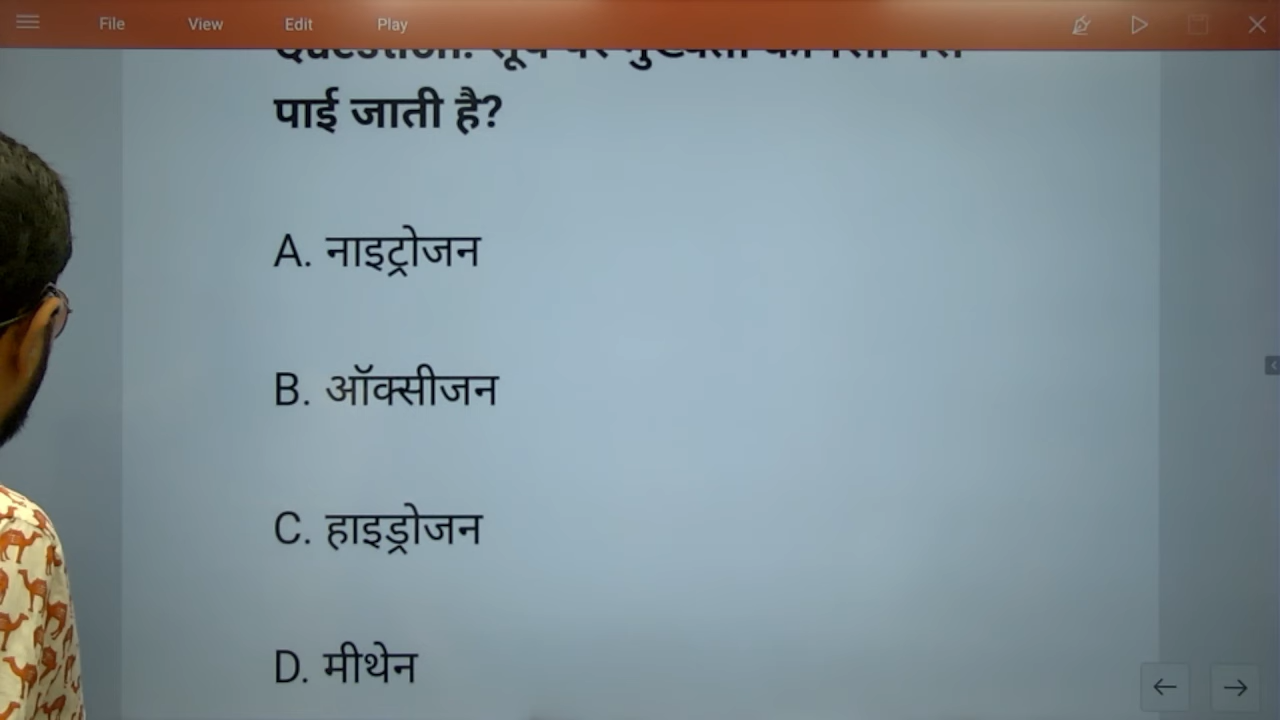 File View Edit Play
पाई जाती है?
A. नाइट्रोजन
B. ऑक्सीजन
C. हाइड्रोजन
D. मीथेन